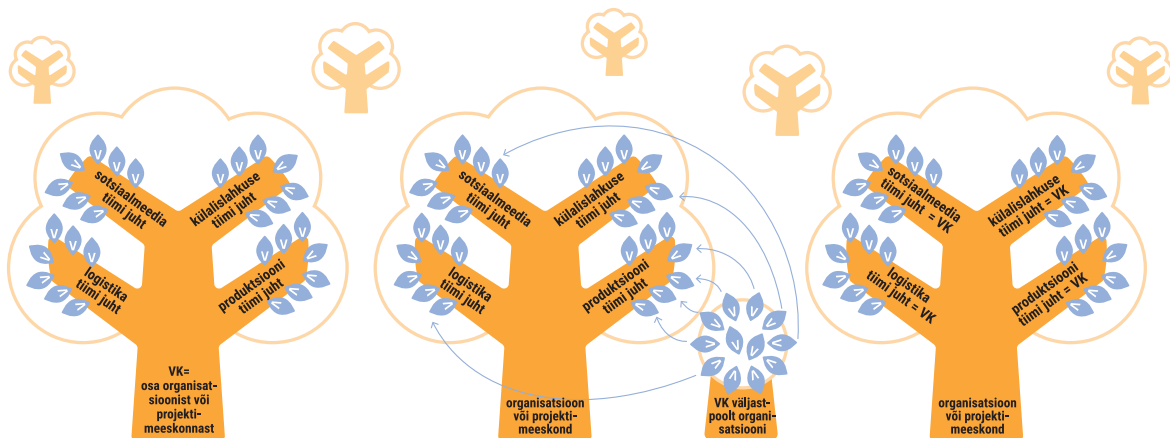 sotsiaalmeedia
tiimi juht
külalislahkuse
tiimi juht
logistika
tiimi juht
produktsiooni
tiimi juht
VK=
osa organisat-
sioonist või
projekti-
meeskonnast
V V V V V V V V V V V V V V V V V V V V V V V V V V V V
sotsiaalmeedia
tiimi juht
külalislahkuse
tiimi juht
logistika
tiimi juht
produktsiooni
tiimi juht
organisatsioon
või projekti-
meeskond
VK väljast-
poolt organi-
satsiooni
sotsiaalmeedia
tiimi juht = VK
külalislahkuse
tiimi juht = VK
logistika
tiimi juht = VK
produktsiooni
tiimi juht = VK
organisatsioon
või projekti-
meeskond